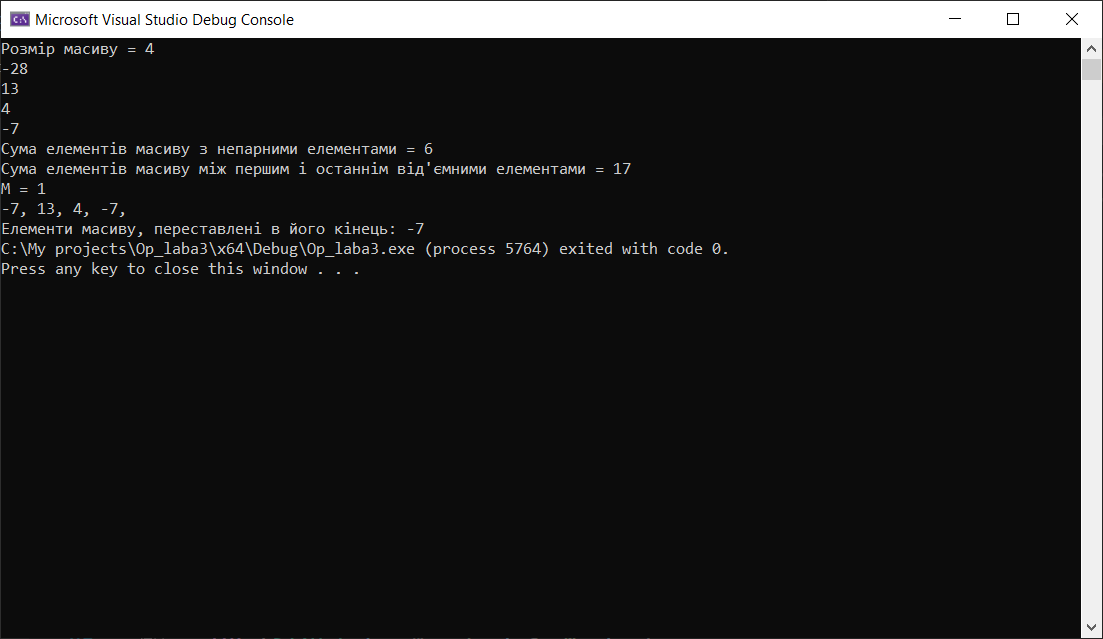 Microsoft Visual Studio Debug Console
Розмір масиву = 4
-28
13
4
-7
Сума елементів масиву з непарними елементами = 6
Сума елементів масиву між першим і останнім від'ємними елементами = 17
M = 1
-7, 13, 4, -7,
Елементи масиву, переставлені в його кінець: -7
C:\My projects\Op_laba3\x64\Debug\Op_laba3.exe (process 5764) exited with code 0.
Press any key to close this window . . .